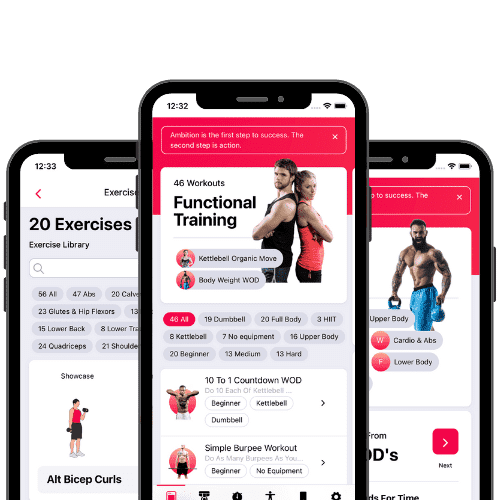 12:33
Exercise
20 Exercises
Exercise Library
56 All
47 Abs
20 Calve
23 Glutes & Hip Flexors
13
15 Lower Back
8 Lower Tra
24 Quadriceps
21 Shoulde
Showcase
Alt Bicep Curls
12:32
Ambition is the first step to success. The
second step is action.
46 Workouts
Functional
Training
Kettlebell Organic Move
Body Weight WOD
46 All
19 Dumbbell
20 Full Body
3 HIIT
8 Kettlebell
7 No equipment
16 Upper Body
20 Beginner
13 Medium
13 Hard
10 To 1 Countdown WOD
Do 10 Each Of Kettlebell ...
Beginner
Kettlebell
Dumbbell
Simple Burpee Workout
Do As Many Burpees As You...
Beginner
No Equipment
p to success. The
Upper Body
W
Cardio & Abs
F
Lower Body
From
OD's
Next
ds For Time